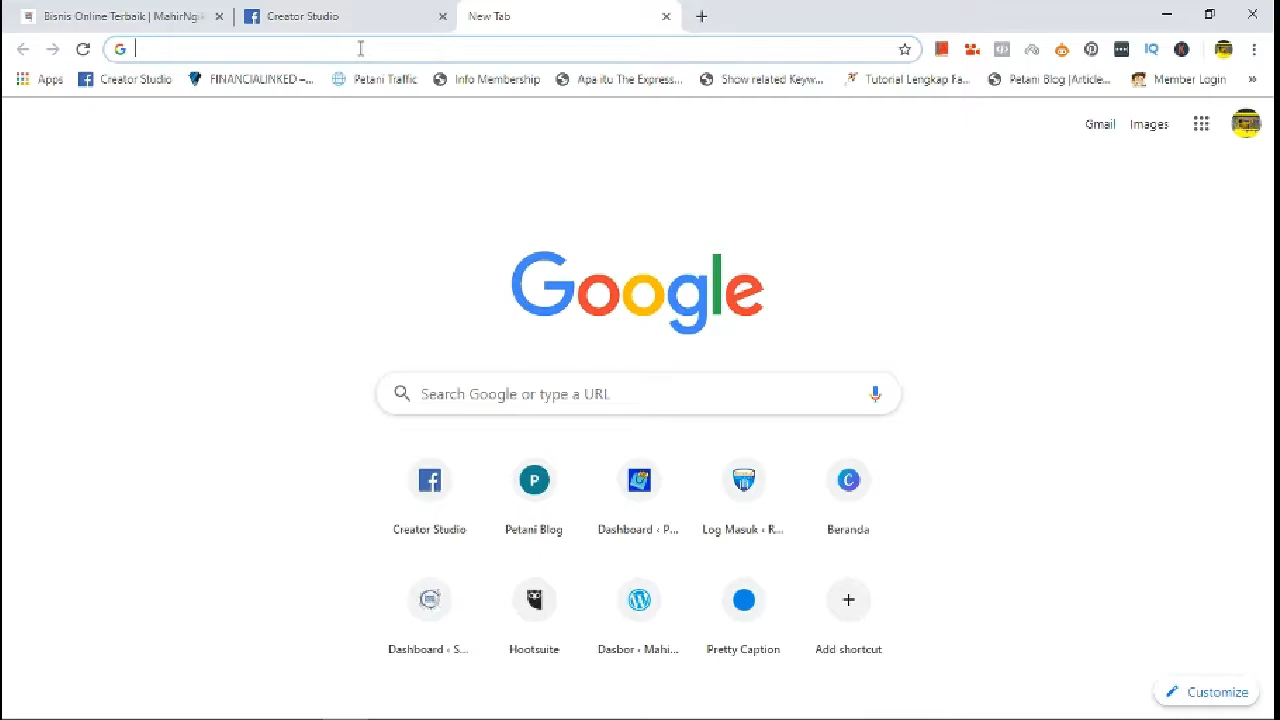 Bisnis Online Terbaik | MahirNg
Creator Studio
New Tab
Apps
Creator Studio
FINANCIALINKED –...
Petani Traffic
Info Membership
Apa itu The Express...
Show related Keyw...
Tutorial Lengkap Fa...
Petani Blog |Article...
Member Login
»
Gmail
Images
Google
Search Google or type a URL
Creator Studio
Petani Blog
Dashboard ‹ P...
Log Masuk ‹ R...
Beranda
Dashboard ‹ S...
Hootsuite
Dasbor ‹ Mahi...
Pretty Caption
Add shortcut
Customize